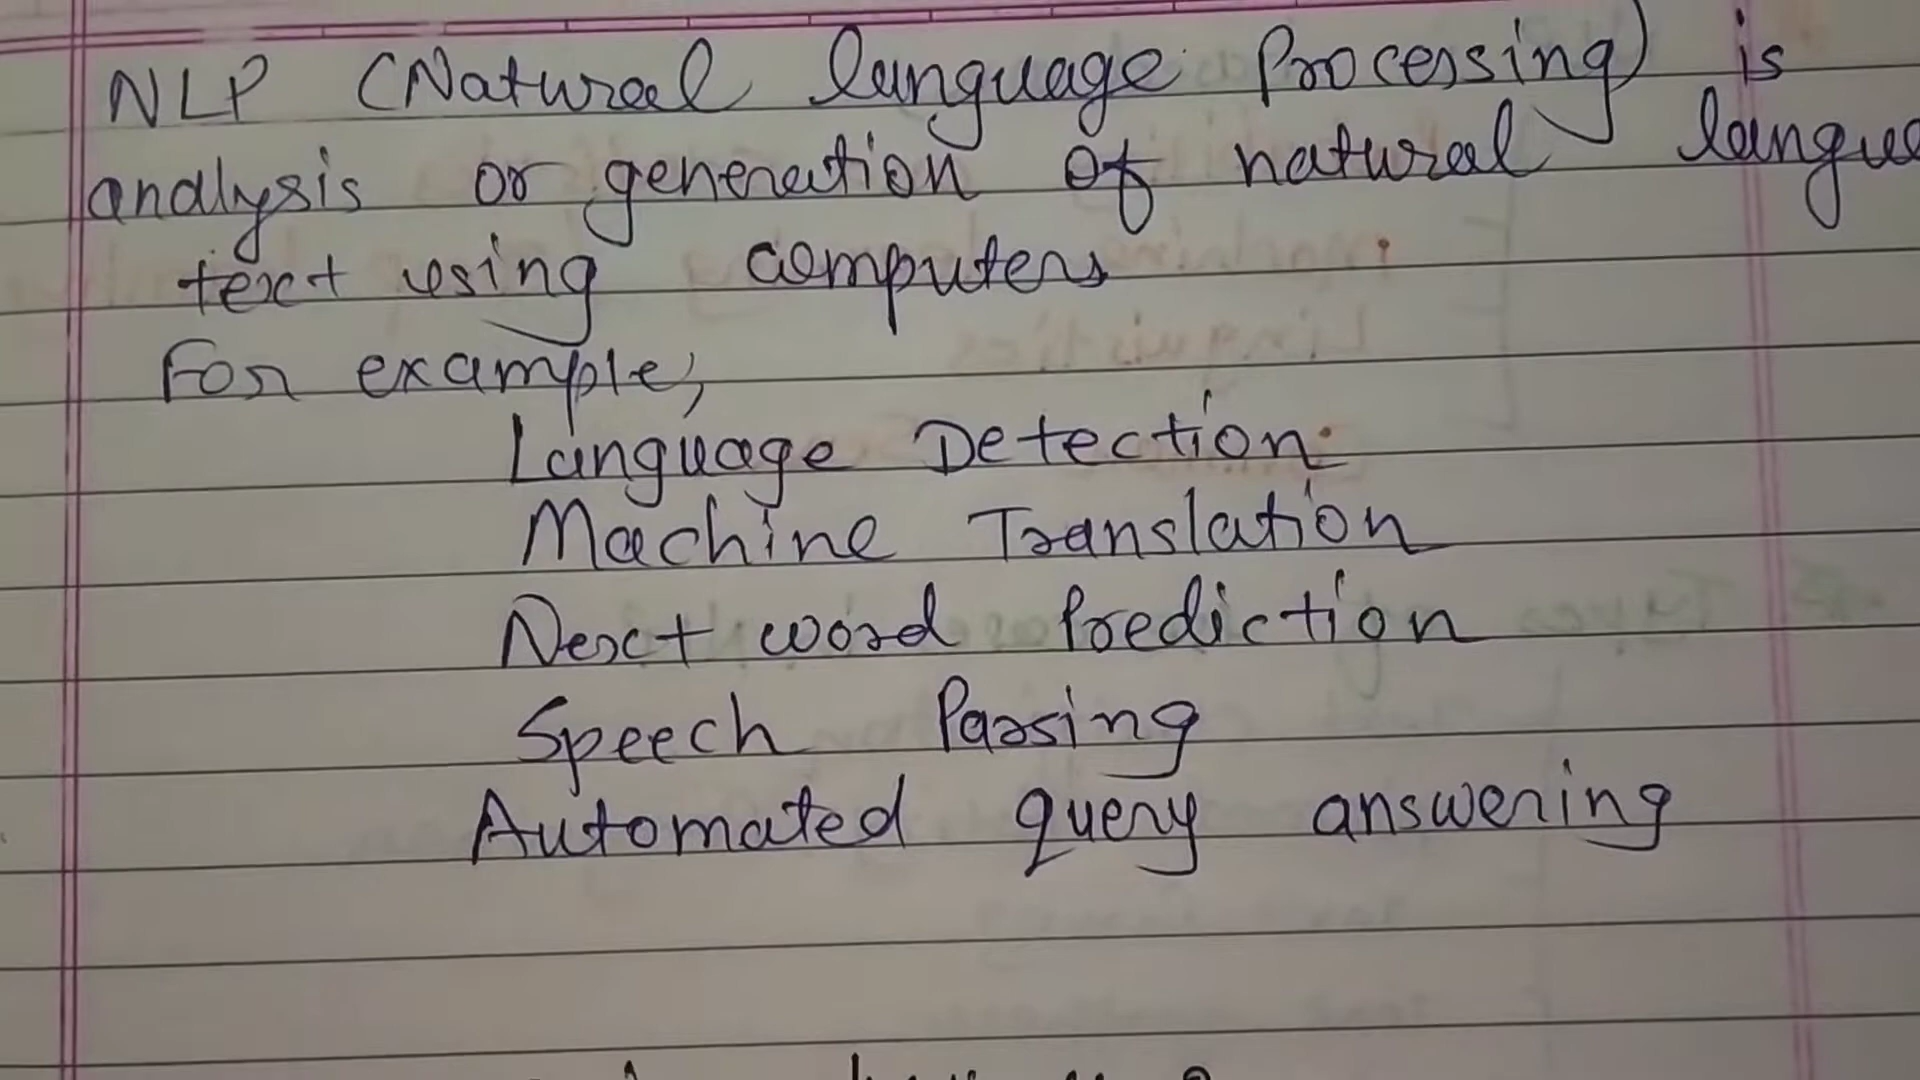 NLP (Natural language Processing) is
analysis or generation of natural
text using computers
For example,
Language Detection
Machine Translation
Next word Prediction
Speech Parsing
Automated query answering